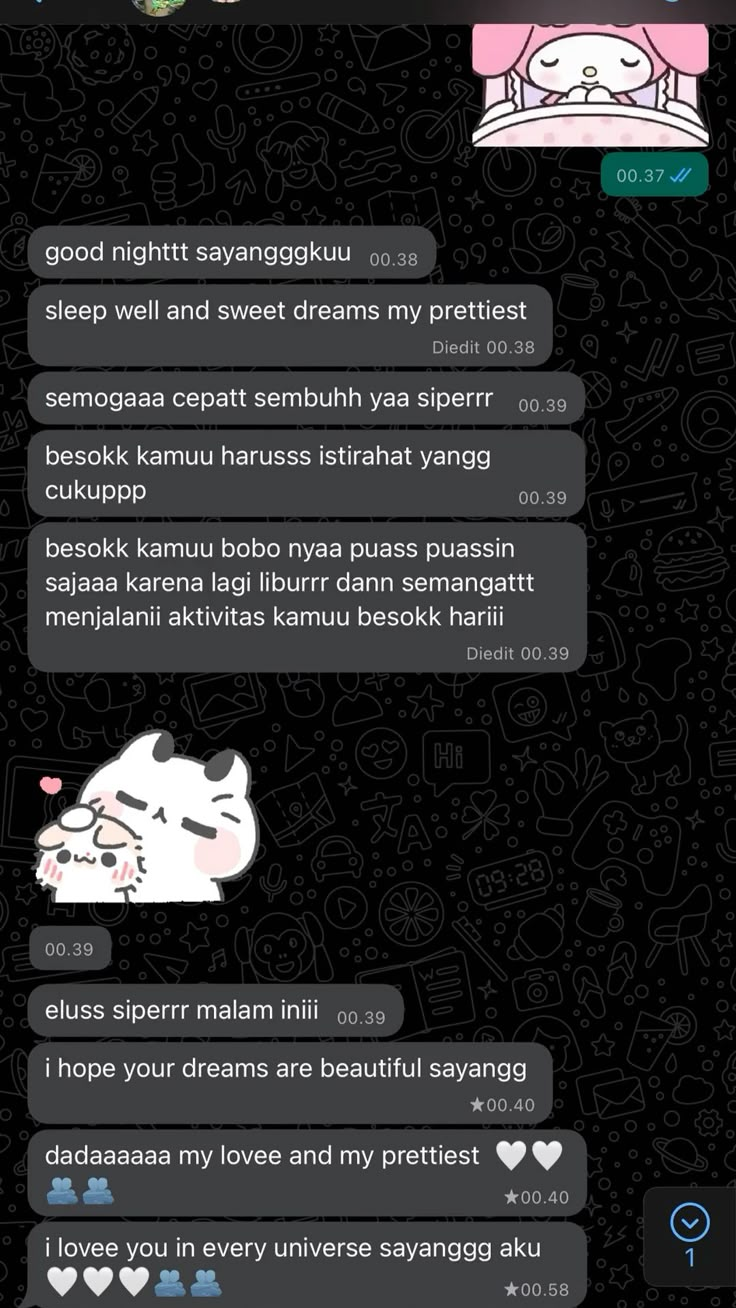 00.37
good nighttt sayangggkuu 00.38
sleep well and sweet dreams my prettiest
Diedit 00.38
semogaaa cepatt sembuhh yaa siperrr 00.39
besokk kamuu harusss istirahat yangg
cukuppp 00.39
besokk kamuu bobo nyaa puass puassin
sajaaa karena lagi liburrr dann semangattt
menjalanii aktivitas kamuu besokk hariii
Diedit 00.39
Hi
09:28
00.39
eluss siperrr malam iniii 00.39
i hope your dreams are beautiful sayangg
★00.40
dadaaaaaa my lovee and my prettiest 🤍🤍
🫂🫂 ★00.40
i lovee you in every universe sayanggg aku
🤍🤍🤍🫂🫂 ★00.58
1